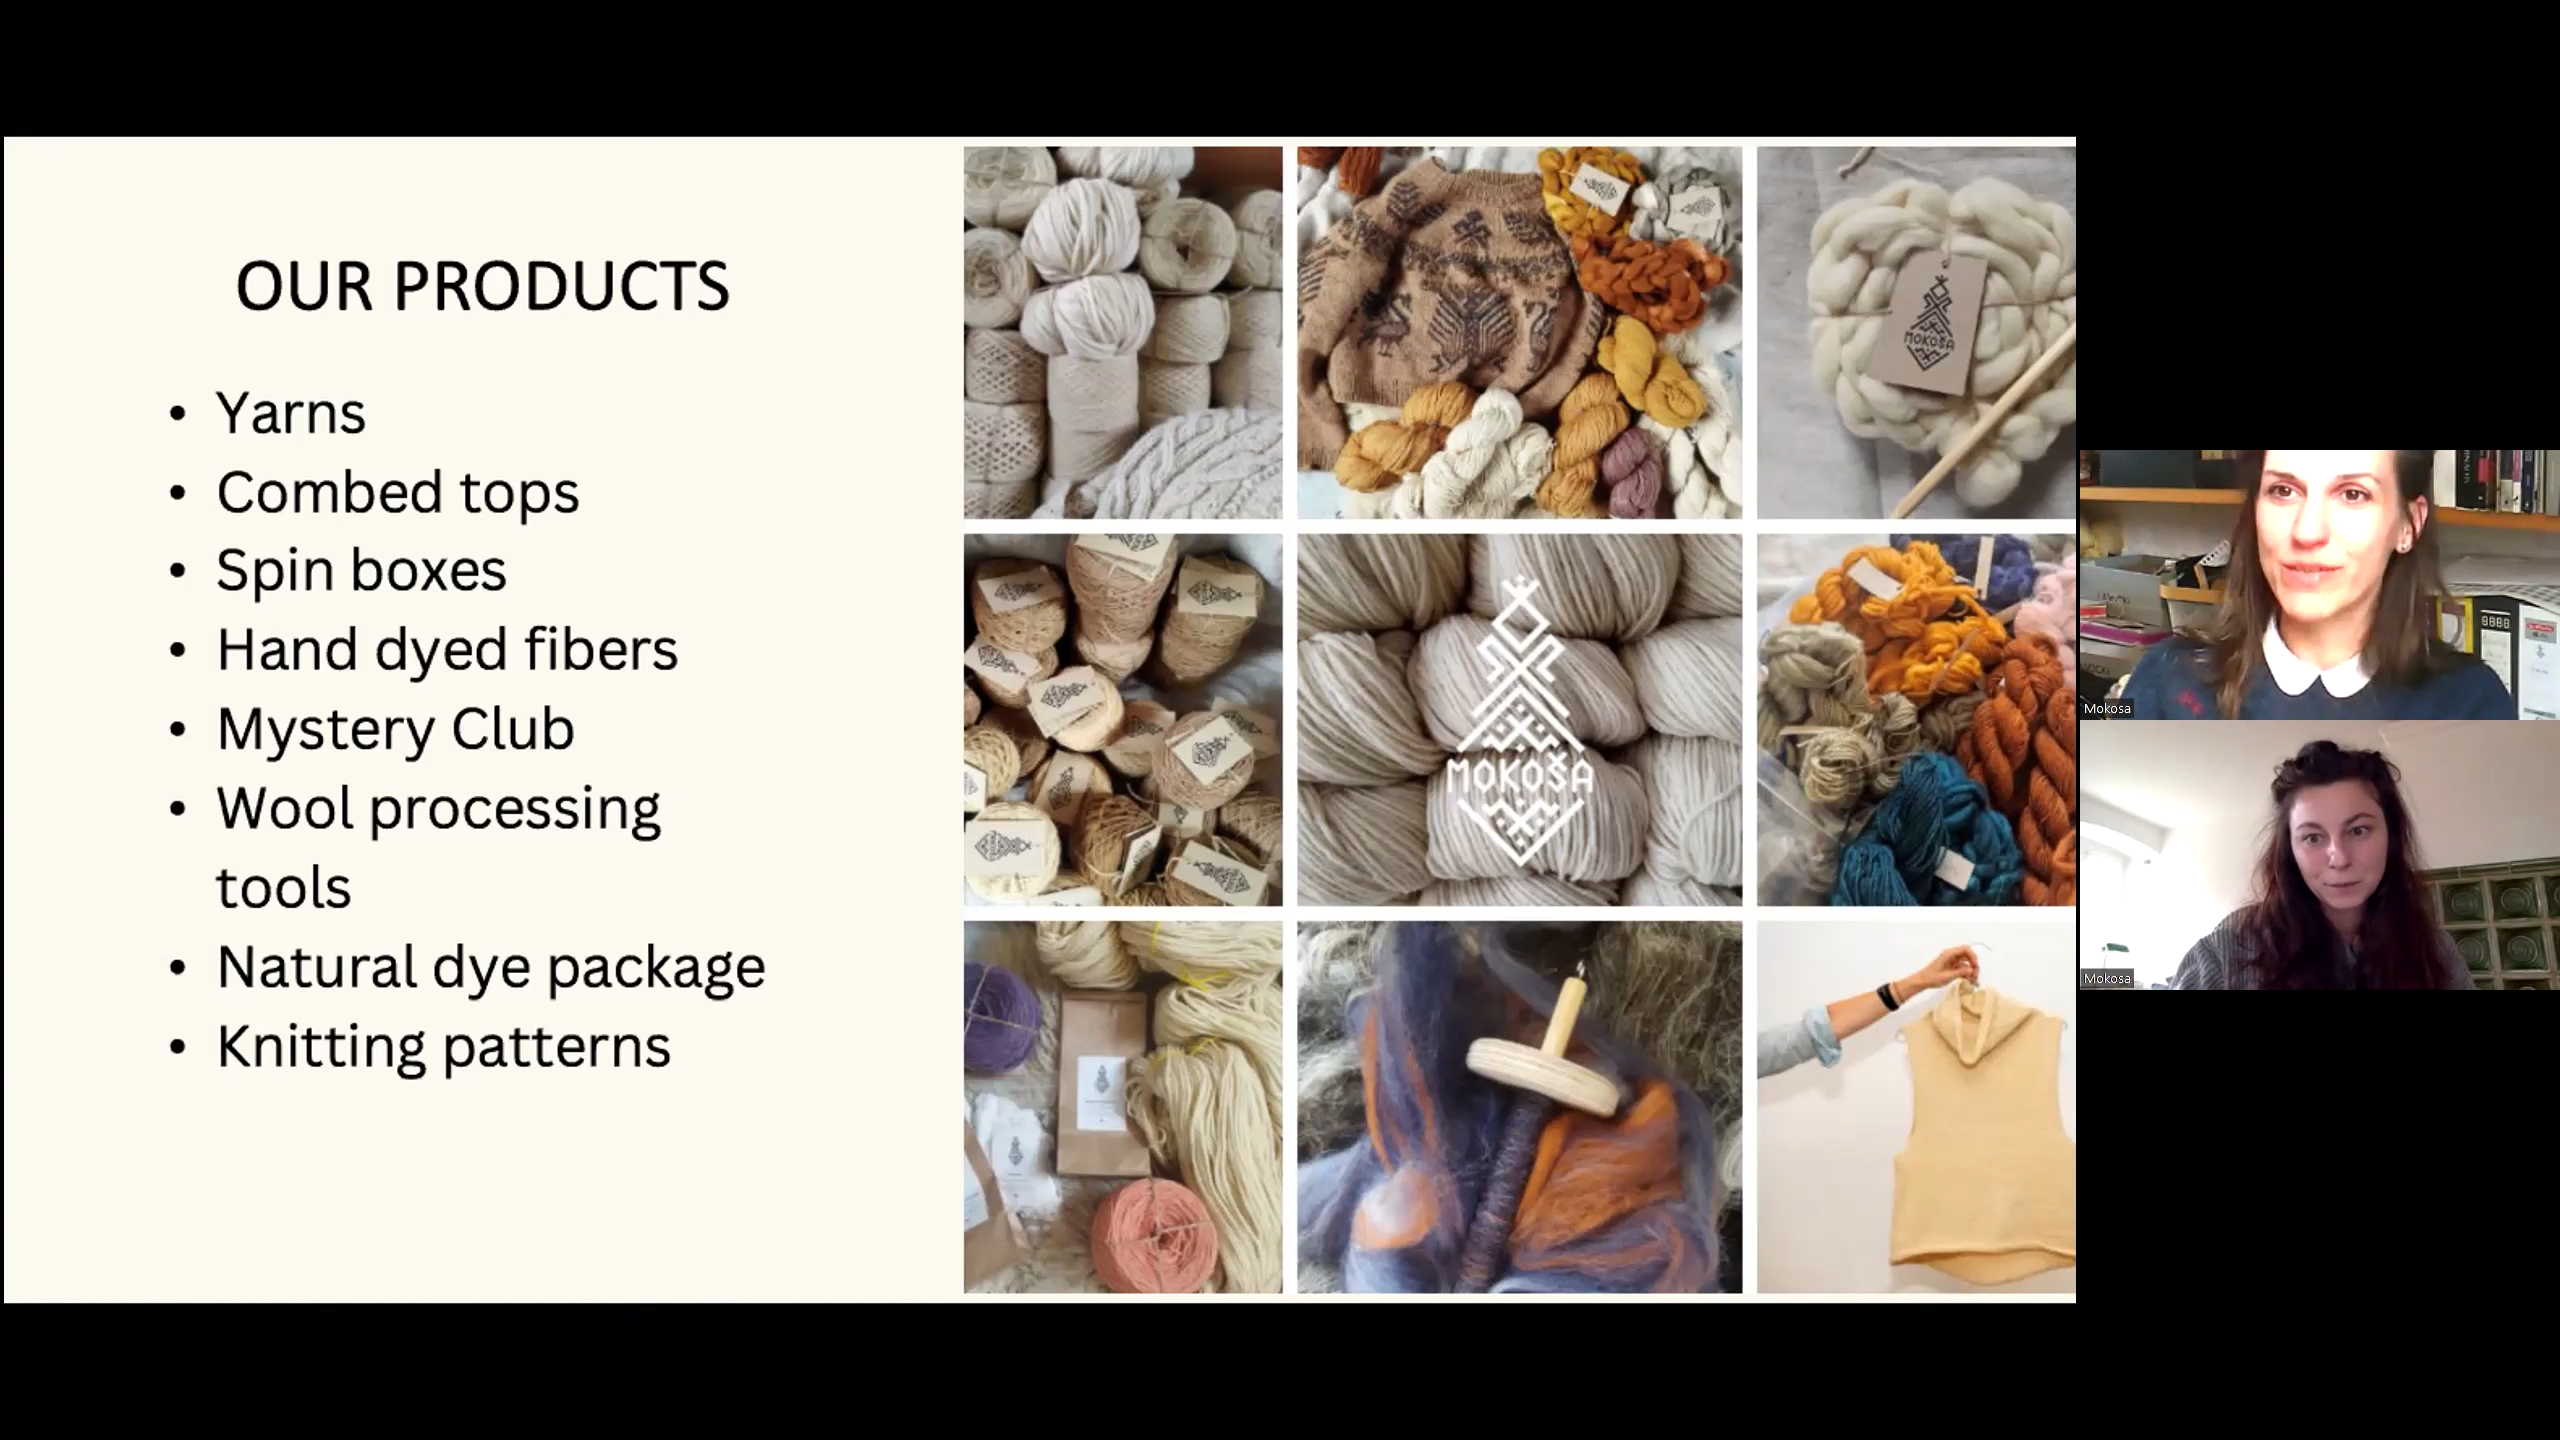 OUR PRODUCTS
• Yarns
• Combed tops
• Spin boxes
• Hand dyed fibers
• Mystery Club
• Wool processing
tools
• Natural dye package
• Knitting patterns
MOKOŠA
MOKOŠA
Mokosa
Mokosa